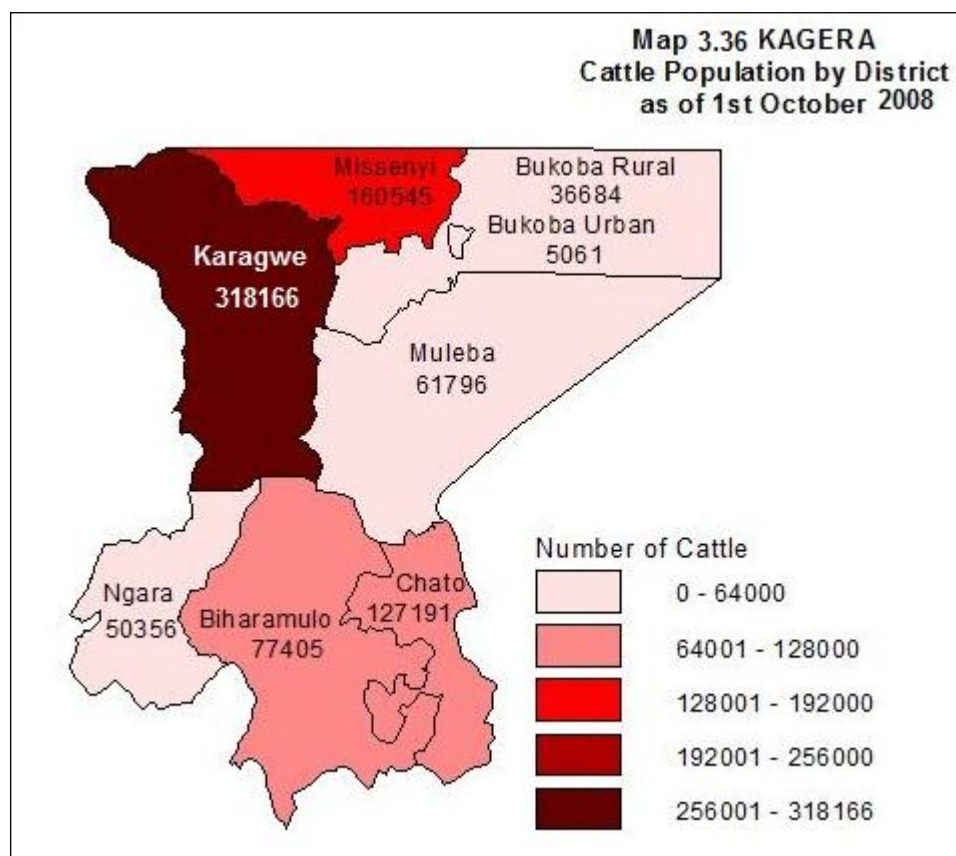 Map 3.36 KAGERA
Cattle Population by District
as of 1st October 2008
Missenyi
160545
Bukoba Rural
36684
Bukoba Urban
5061
Karagwe
318166
Muleba
61796
Ngara
50356
Biharamulo
77405
Chato
127191
Number of Cattle
0 - 64000
64001 - 128000
128001 - 192000
192001 - 256000
256001 - 318166